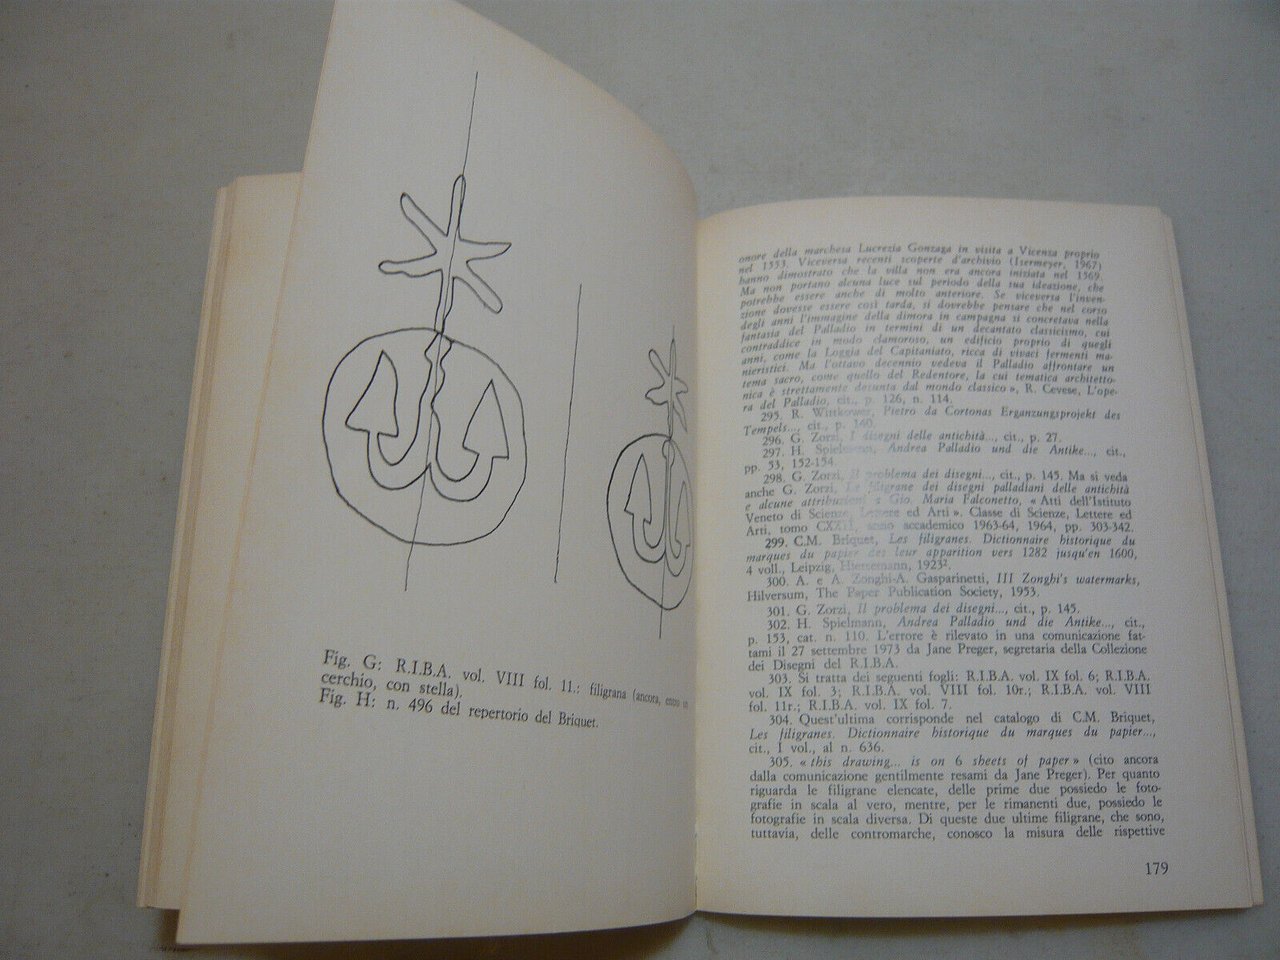 Fig. G: R.I.B.A. vol. VIII fol. 11.: filigrana (ancora, entro un
cerchio, con stella).
Fig. H: n. 496 del repertorio del Briquet.
onore della marchesa Lucrezia Gonzaga in visita a Vicenza proprio
nel 1553. Viceversa recenti scoperte d'archivio (Isermeyer, 1967)
hanno dimostrato che la villa non era ancora iniziata nel 1569.
Ma non portano alcuna luce sul periodo della sua ideazione, che
potrebbe essere anche di molto anteriore. Se viceversa l'inven-
zione dovesse essere così tarda, si dovrebbe pensare che nel corso
degli anni l'immagine della dimora in campagna si concretava nella
fantasia del Palladio in termini di un decantato classicismo, cui
contraddice in modo clamoroso, un edificio proprio di quegli
anni, come la Loggia del Capitaniato, ricca di vivaci fermenti ma-
nieristici. Ma l'ottavo decennio vedeva il Palladio affrontare un
tema sacro, come quello del Redentore, la cui tematica architetto-
nica è strettamente desunta dal mondo classico», R. Cevese, L'ope-
ra del Palladio, cit., p. 126, n. 114.
295. R. Wittkower, Pietro da Cortonas Erganzungsprojekt des
Tempels..., cit., p. 140.
296. G. Zorzi, I disegni delle antichità..., cit., p. 27.
297. H. Spielmann, Andrea Palladio und die Antike..., cit.,
pp. 53, 152-154.
298. G. Zorzi, Il problema dei disegni..., cit., p. 145. Ma si veda
anche G. Zorzi, Le filigrane dei disegni palladiani delle antichità
e alcune attribuzioni a Gio. Maria Falconetto, « Atti dell'Istituto
Veneto di Scienze, Lettere ed Arti ». Classe di Scienze, Lettere ed
Arti, tomo CXXII, anno accademico 1963-64, 1964, pp. 303-342.
299. C.M. Briquet, Les filigranes. Dictionnaire historique du
marques du papier des leur apparition vers 1282 jusqu'en 1600,
4 voll., Leipzig, Hiersemann, 1923².
300. A. e A. Zonghi-A. Gasparinetti, III Zonghi's watermarks,
Hilversum, The Paper Publication Society, 1953.
301. G. Zorzi, Il problema dei disegni..., cit., p. 145.
302. H. Spielmann, Andrea Palladio und die Antike..., cit.,
p. 153, cat. n. 110. L'errore è rilevato in una comunicazione fat-
tami il 27 settembre 1973 da Jane Preger, segretaria della Collezione
dei Disegni del R.I.B.A.
303. Si tratta dei seguenti fogli: R.I.B.A. vol. IX fol. 6; R.I.B.A.
vol. IX fol. 3; R.I.B.A. vol. VIII fol. 10r.; R.I.B.A. vol. VIII
fol. 11r.; R.I.B.A. vol. IX fol. 7.
304. Quest'ultima corrisponde nel catalogo di C.M. Briquet,
Les filigranes. Dictionnaire historique du marques du papier...,
cit., I vol., al n. 636.
305. « this drawing... is on 6 sheets of paper » (cito ancora
dalla comunicazione gentilmente resami da Jane Preger). Per quanto
riguarda le filigrane elencate, delle prime due possiedo le foto-
grafie in scala al vero, mentre, per le rimanenti due, possiedo le
fotografie in scala diversa. Di queste due ultime filigrane, che sono,
tuttavia, delle contromarche, conosco la misura delle rispettive
179